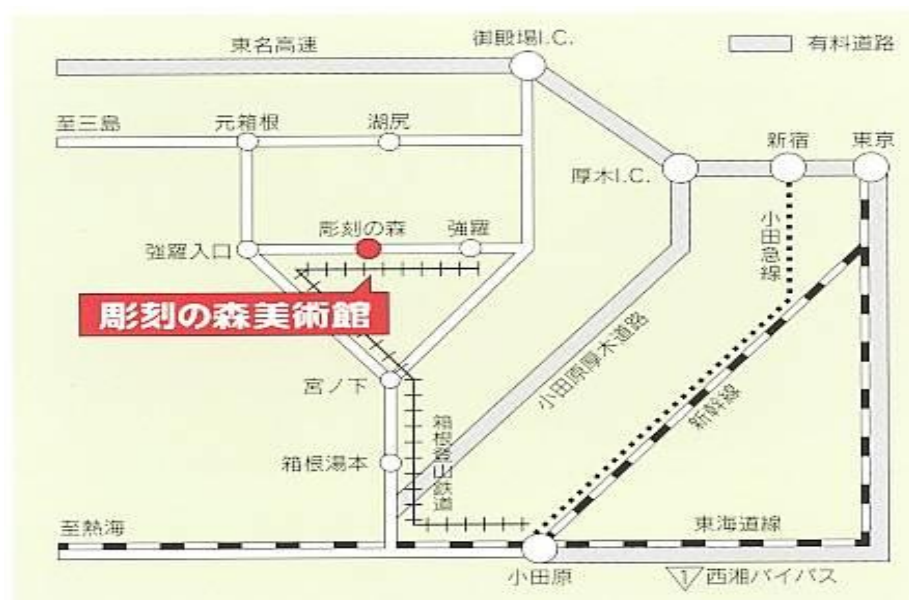 東名高速
御殿場I.C.
有料道路
至三島
元箱根
湖尻
厚木I.C.
新宿
東京
小田急線
強羅入口
彫刻の森
強羅
彫刻の森美術館
小田原厚木道路
新幹線
宮ノ下
箱根湯本
箱根登山鉄道
至熱海
東海道線
小田原
1
西湘バイパス